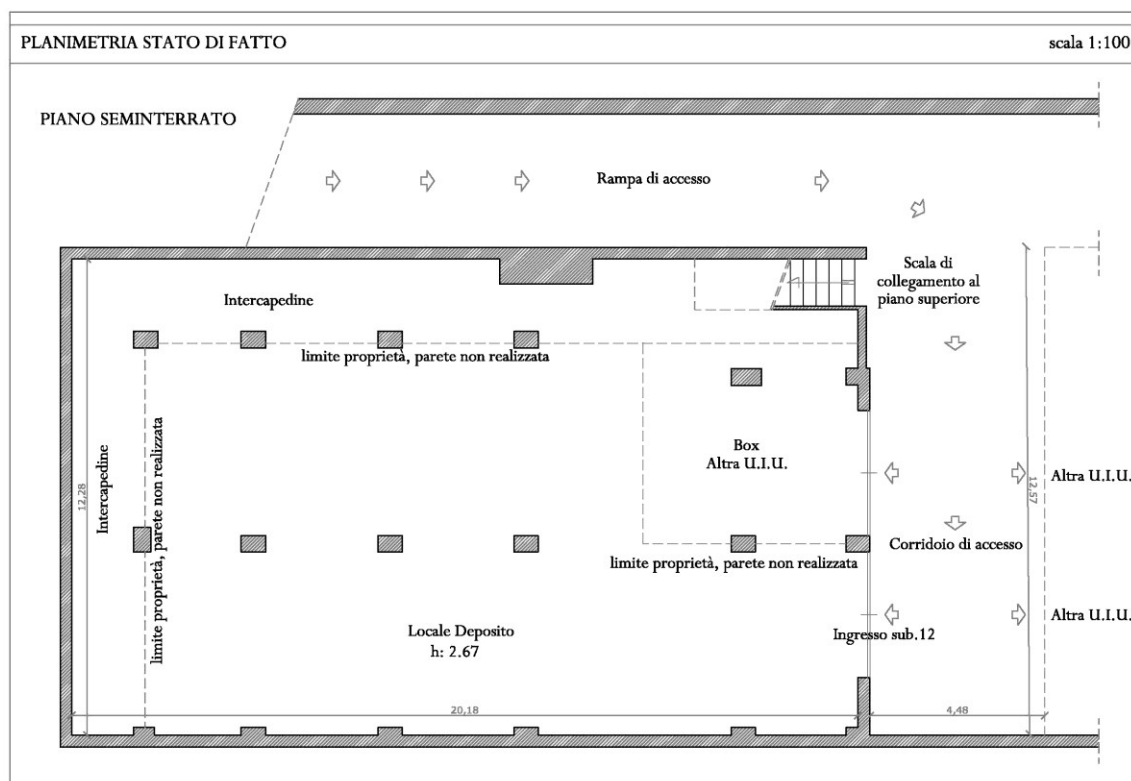 PLANIMETRIA STATO DI FATTO
scala 1:100
PIANO SEMINTERRATO
Rampa di accesso
Scala di
collegamento al
piano superiore
Intercapedine
limite proprietà, parete non realizzata
Box
Altra U.I.U.
Intercapedine
12,28
limite proprietà, parete non realizzata
12,57
Altra U.I.U.
Corridoio di accesso
limite proprietà, parete non realizzata
Locale Deposito
h: 2.67
Ingresso sub.12
Altra U.I.U.
20,18
4,48